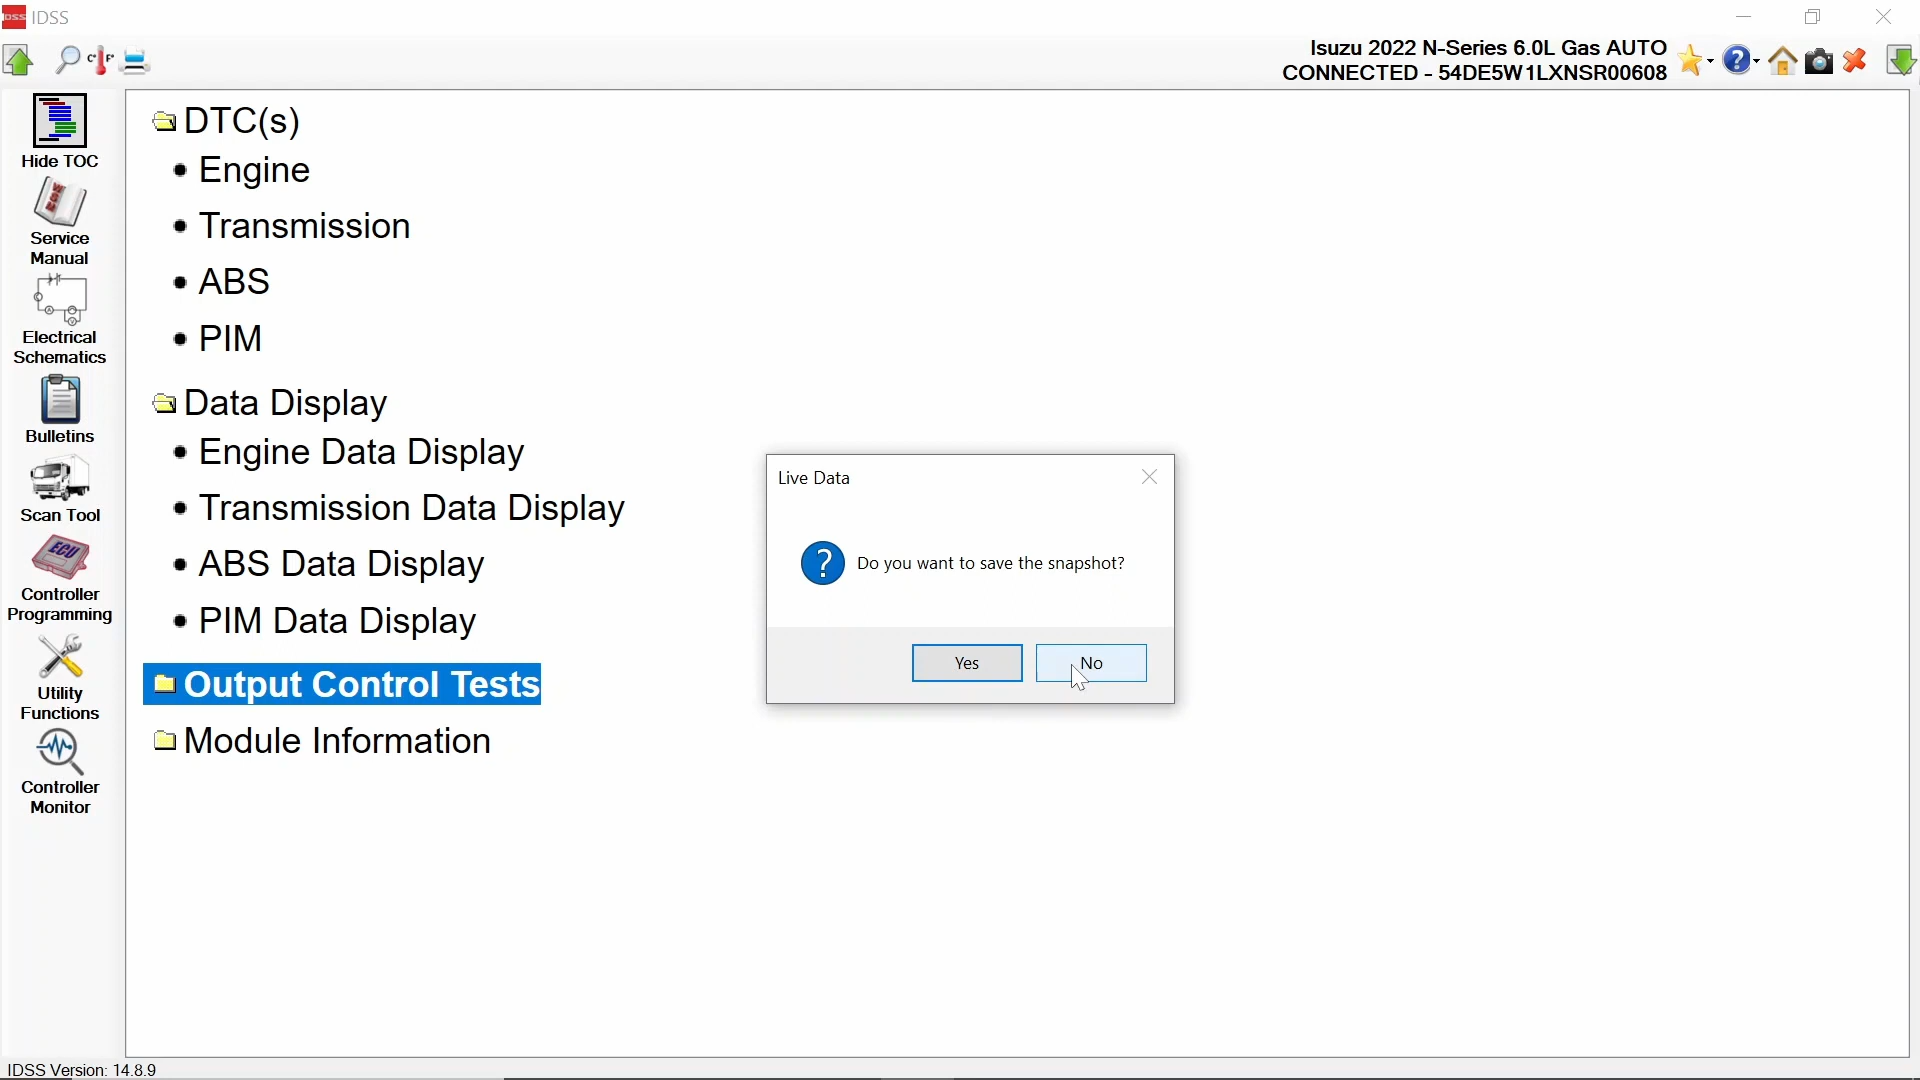 IDSS
IDSS
C° F°
Isuzu 2022 N-Series 6.0L Gas AUTO
CONNECTED - 54DE5W1LXNSR00608
Hide TOC
Service
Manual
Electrical
Schematics
Bulletins
Scan Tool
ECU
Controller
Programming
Utility
Functions
Controller
Monitor
DTC(s)
• Engine
• Transmission
• ABS
• PIM
Data Display
• Engine Data Display
• Transmission Data Display
• ABS Data Display
• PIM Data Display
Output Control Tests
Module Information
Live Data
Do you want to save the snapshot?
Yes
No
IDSS Version: 14.8.9